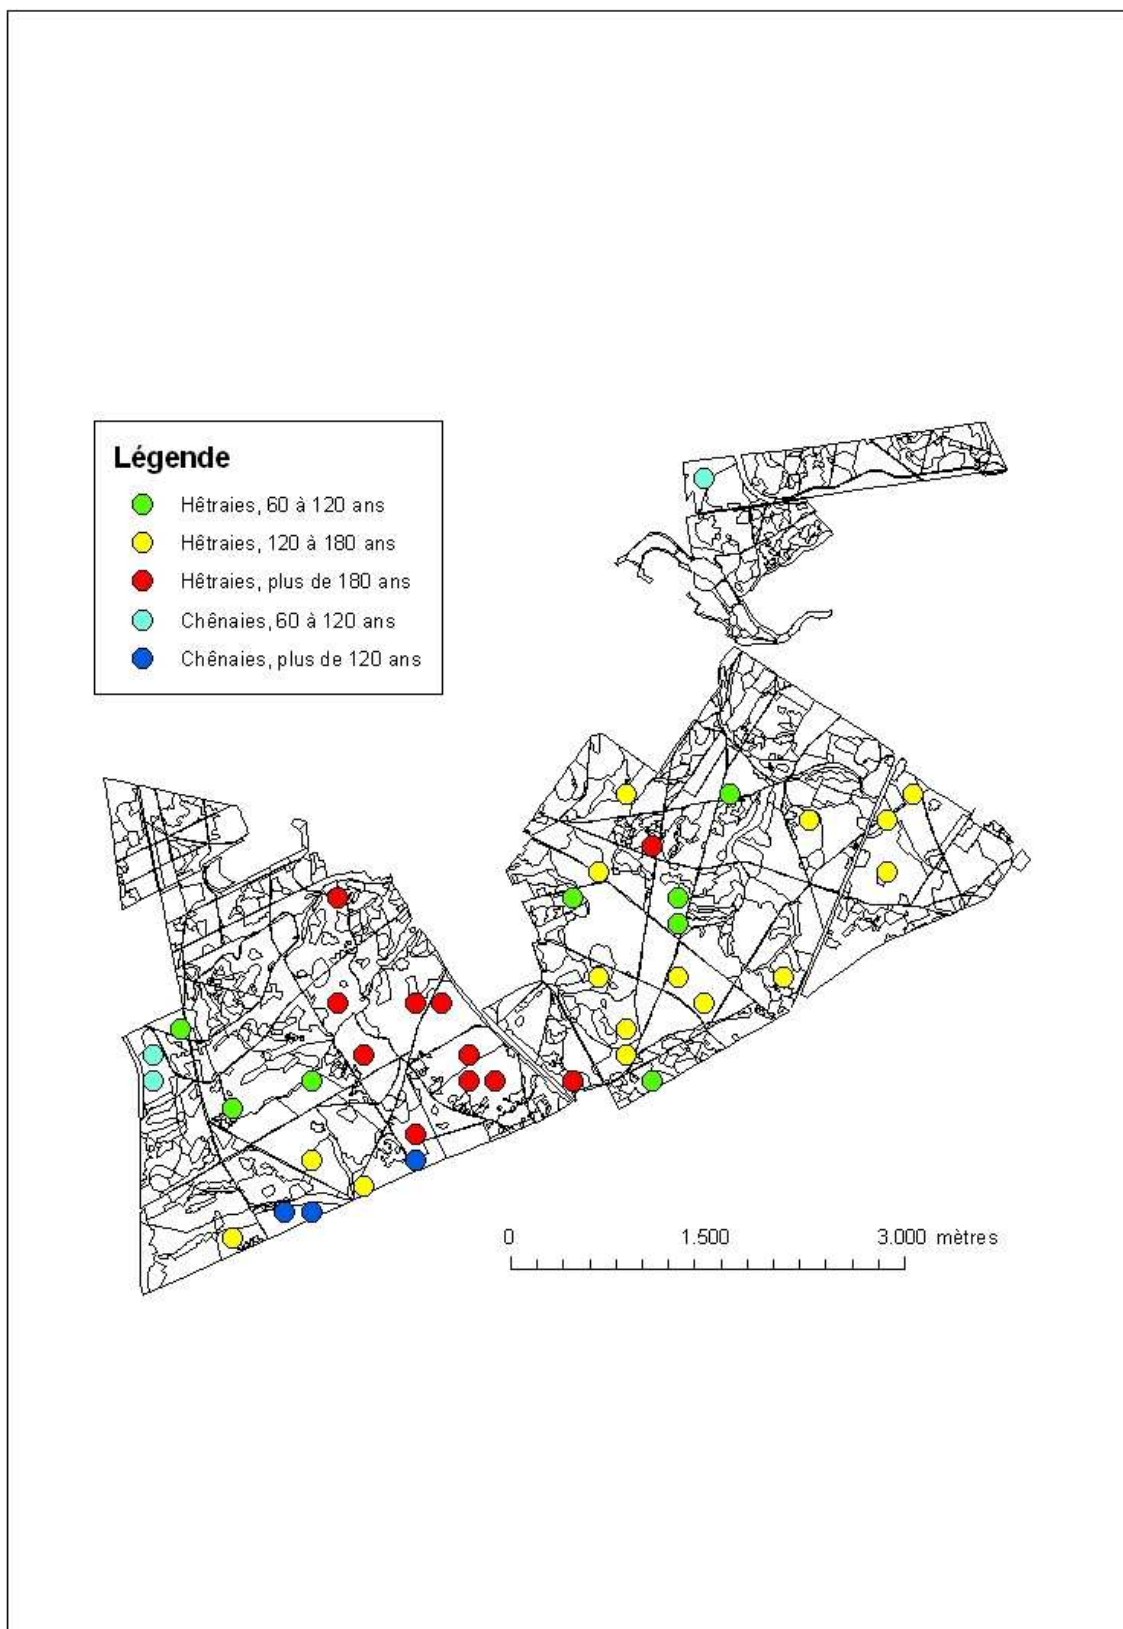 Légende
Hêtraies, 60 à 120 ans
Hêtraies, 120 à 180 ans
Hêtraies, plus de 180 ans
Chênaies, 60 à 120 ans
Chênaies, plus de 120 ans
0 1.500 3.000 mètres